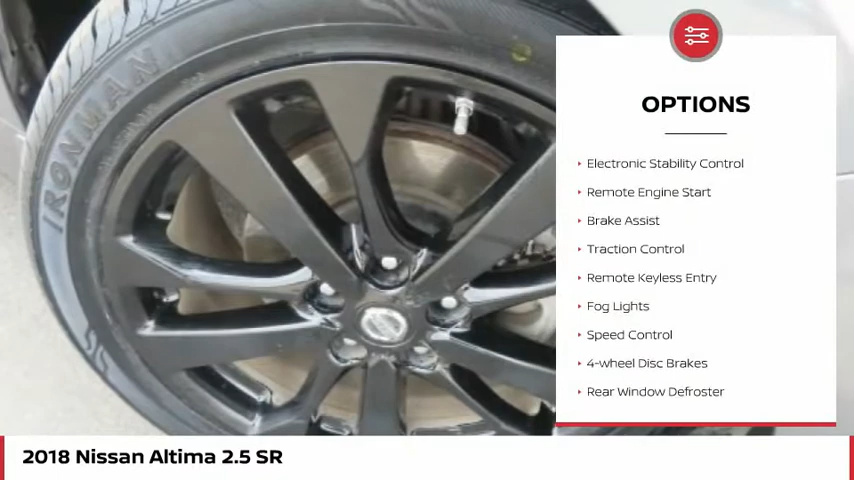 IRONMAN
OPTIONS
Electronic Stability Control
Remote Engine Start
Brake Assist
Traction Control
Remote Keyless Entry
Fog Lights
Speed Control
4-wheel Disc Brakes
Rear Window Defroster
2018 Nissan Altima 2.5 SR